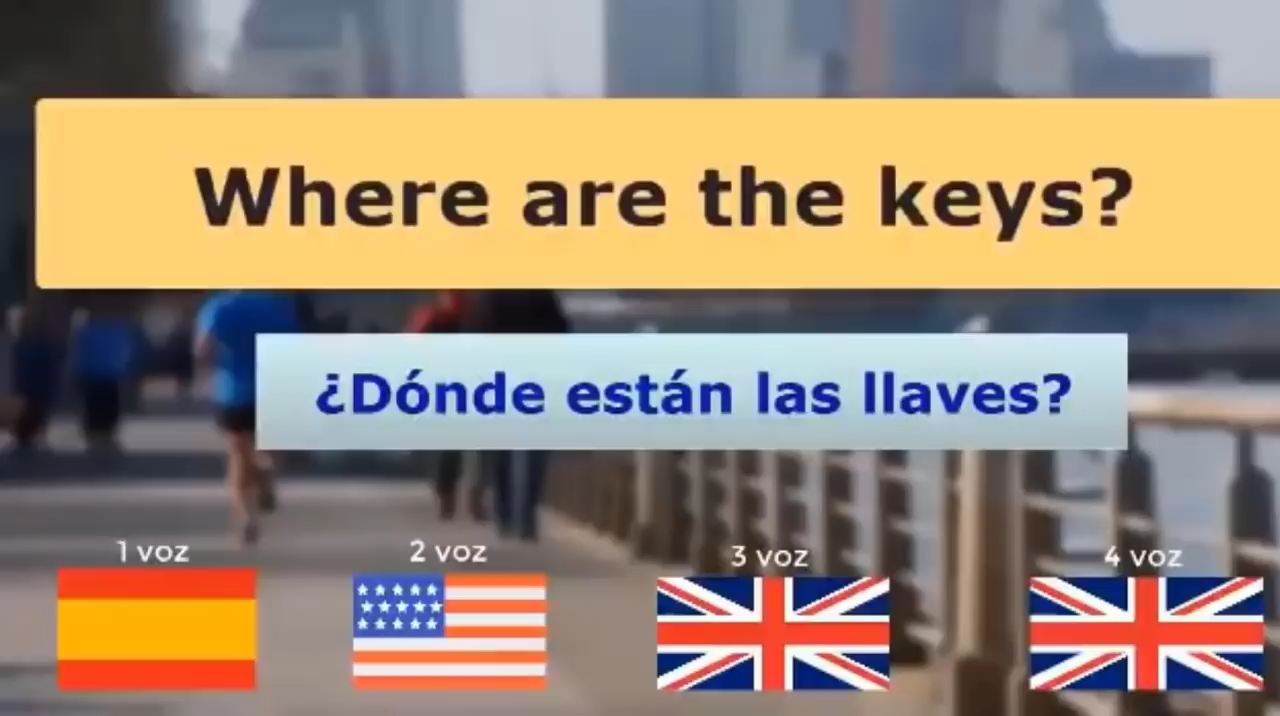 Where are the keys?
¿Dónde están las llaves?
1 voz
2 voz
3 voz
4 voz